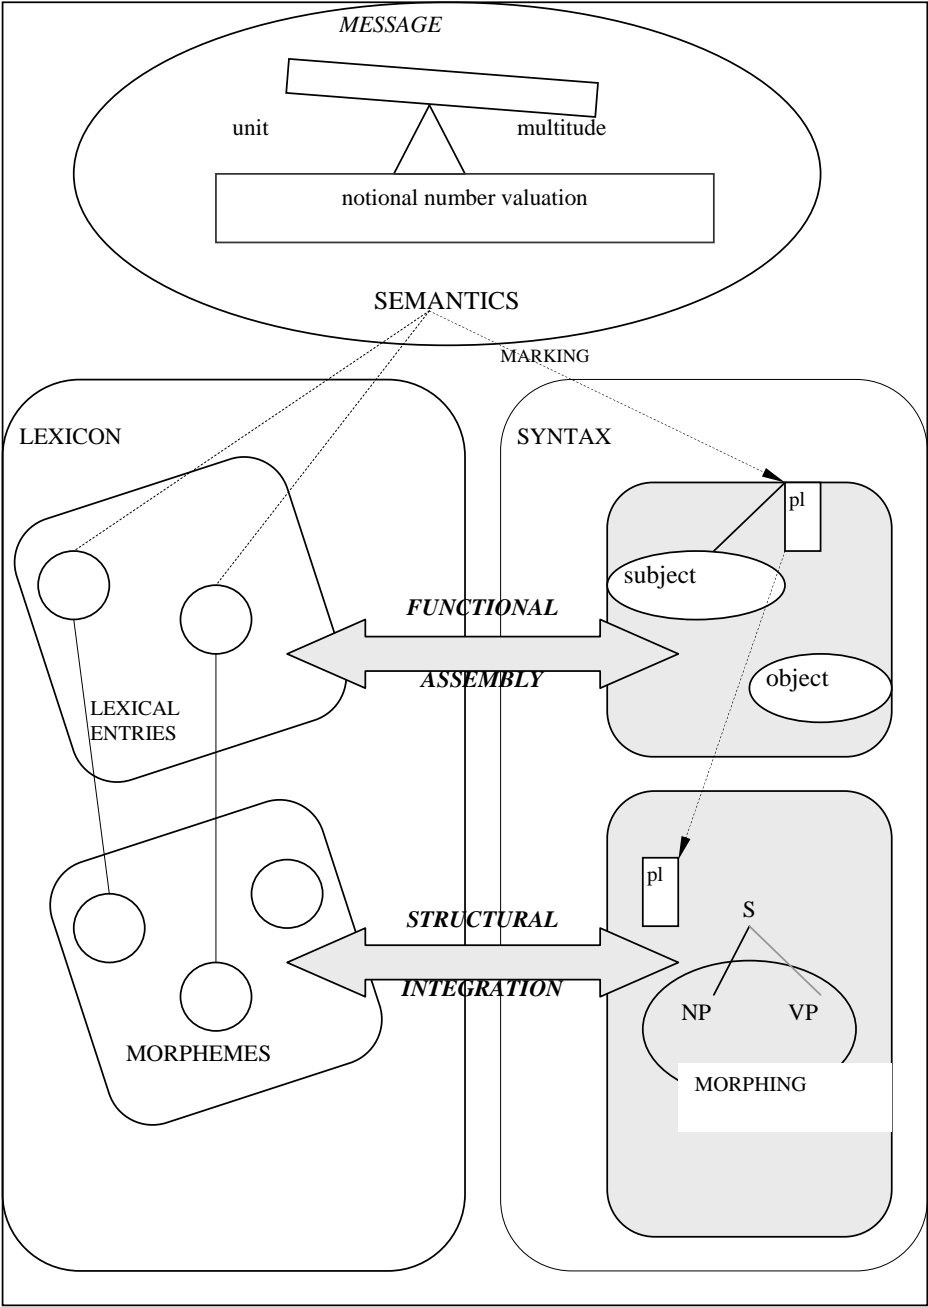 MESSAGE
unit
multitude
notional number valuation
SEMANTICS
MARKING
LEXICON
SYNTAX
pl
subject
FUNCTIONAL
ASSEMBLY
object
LEXICAL
ENTRIES
pl
S
STRUCTURAL
INTEGRATION
NP
VP
MORPHEMES
MORPHING